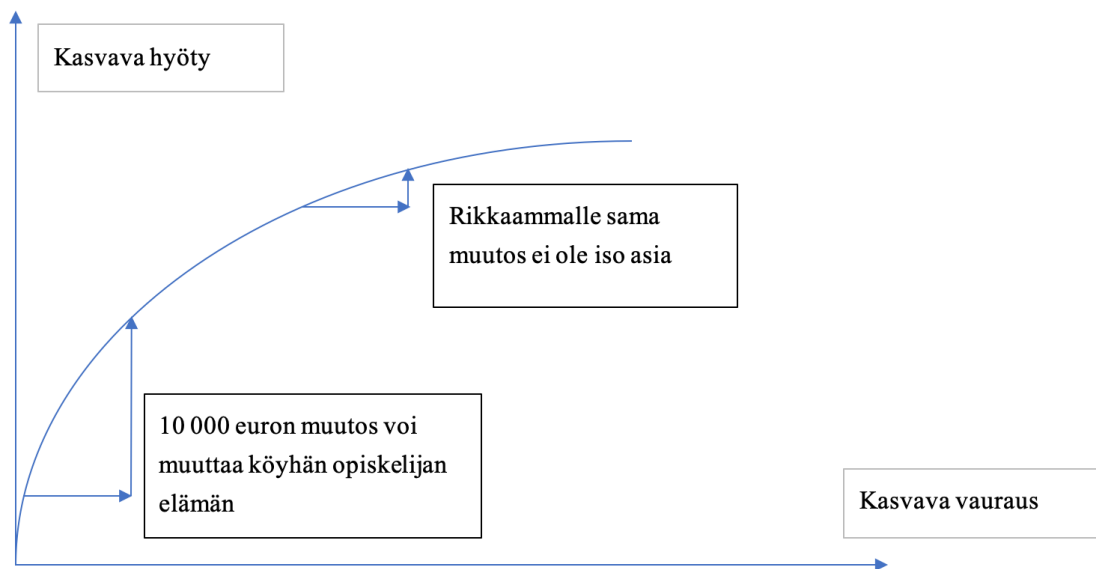 Kasvava hyöty
Rikkaammalle sama
muutos ei ole iso asia
10 000 euron muutos voi
muuttaa köyhän opiskelijan
elämän
Kasvava vauraus